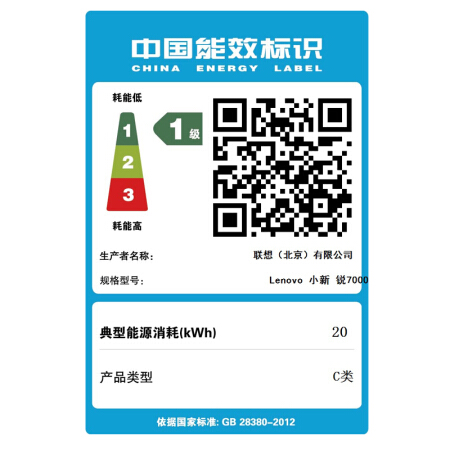 中国能效标识
CHINA ENERGY LABEL
耗能低
1
1级
2
3
耗能高
生产者名称: 联想（北京）有限公司
规格型号: Lenovo 小新 锐7000
典型能源消耗(kWh) 20
产品类型 C类
依据国家标准: GB 28380-2012